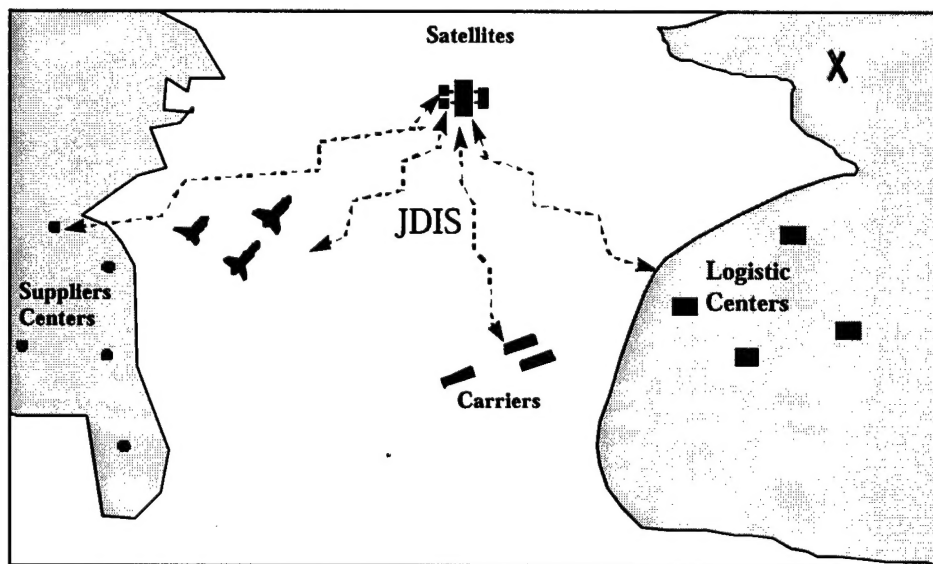 Satellites
X
JDIS
Suppliers
Centers
Logistic
Centers
Carriers